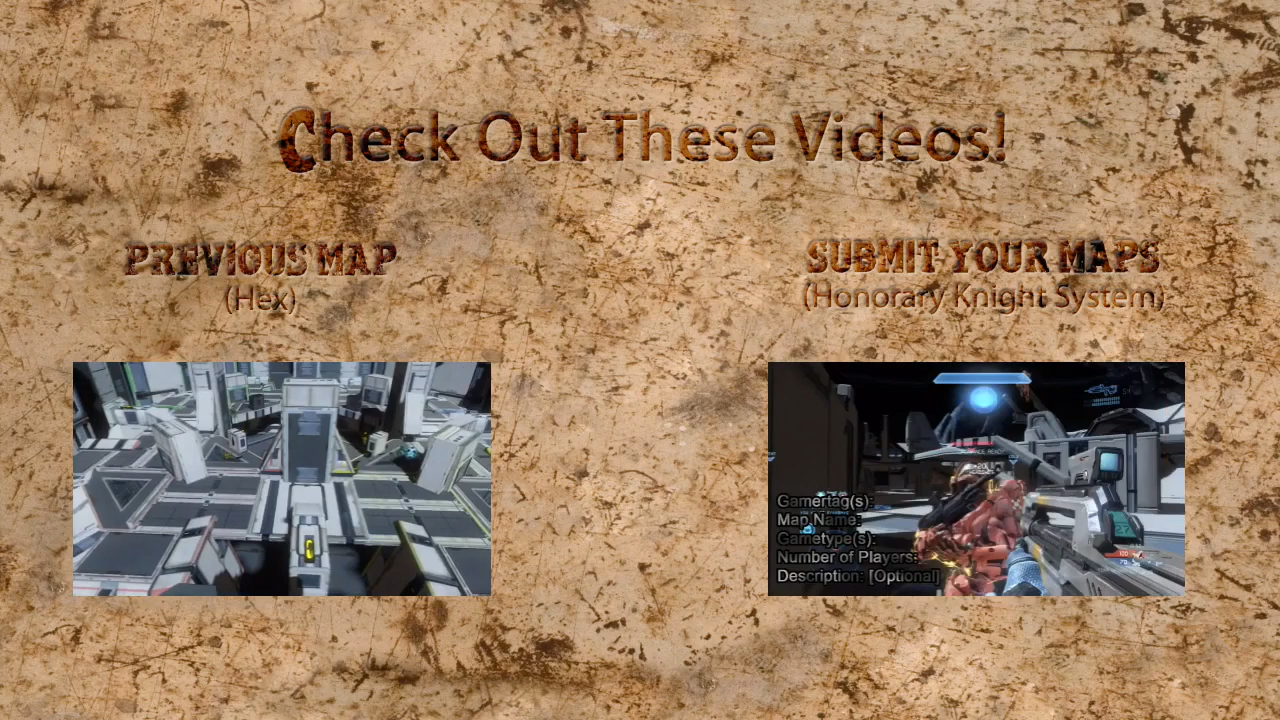 Check Out These Videos!
PREVIOUS MAP
(Hex)
SUBMIT YOUR MAPS
(Honorary Knight System)
Gamertag(s):
Map Name:
Gametype(s):
Number of Players:
Description: [Optional]